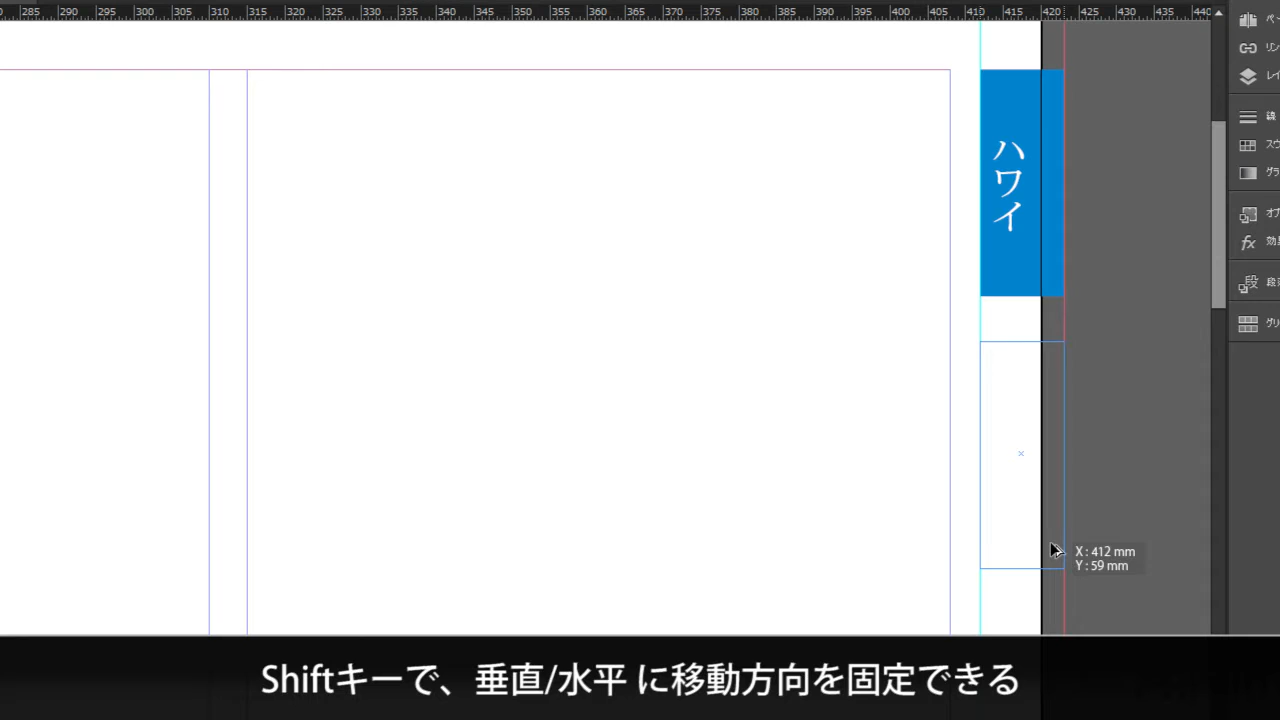 285 290 295 300 305 310 315 320 325 330 335 340 345 350 355 360 365 370 375 380 385 390 395 400 405 410 415 420 425 430 435 440
ハワイ
線
効果
X : 412 mm
Y : 59 mm
Shiftキーで、垂直/水平 に移動方向を固定できる